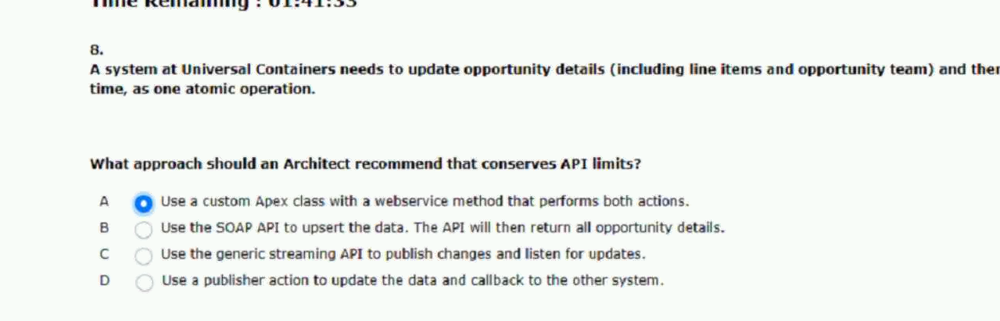 Time Remaining : 01:41:33
8.
A system at Universal Containers needs to update opportunity details (including line items and opportunity team) and
time, as one atomic operation.
What approach should an Architect recommend that conserves API limits?
A Use a custom Apex class with a webservice method that performs both actions.
B Use the SOAP API to upsert the data. The API will then return all opportunity details.
C Use the generic streaming API to publish changes and listen for updates.
D Use a publisher action to update the data and callback to the other system.